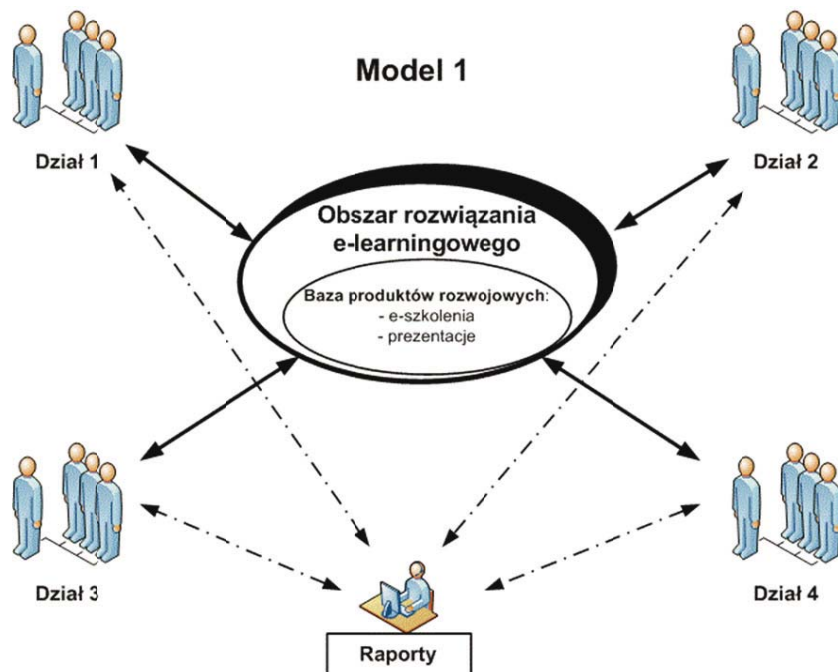 Model 1
Dział 1
Dział 2
Obszar rozwiązania
e-learningowego
Baza produktów rozwojowych:
- e-szkolenia
- prezentacje
Dział 3
Dział 4
Raporty